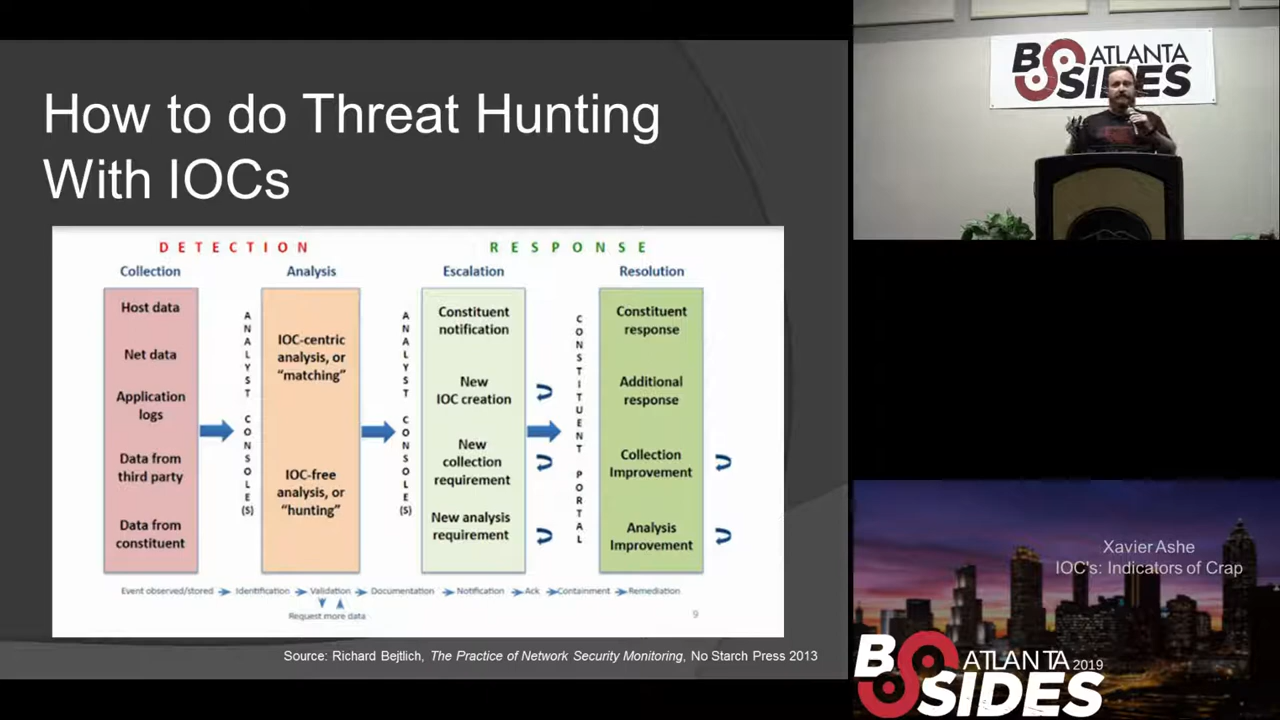 How to do Threat Hunting
With IOCs
DETECTION
RESPONSE
Collection
Analysis
Escalation
Resolution
Host data
Net data
Application
logs
Data from
third party
Data from
constituent
ANALYST CONSOLE(S)
IOC-centric
analysis, or
“matching”
IOC-free
analysis, or
“hunting”
ANALYST CONSOLE(S)
Constituent
notification
New
IOC creation
New
collection
requirement
New analysis
requirement
CONSTITUENT PORTAL
Constituent
response
Additional
response
Collection
Improvement
Analysis
Improvement
Event observed/stored Identification Validation Documentation Notification Ack Containment Remediation
Request more data
9
Source: Richard Bejtlich, The Practice of Network Security Monitoring, No Starch Press 2013
BSIDES ATLANTA
Xavier Ashe
IOC's: Indicators of Crap
BSIDES ATLANTA 2019